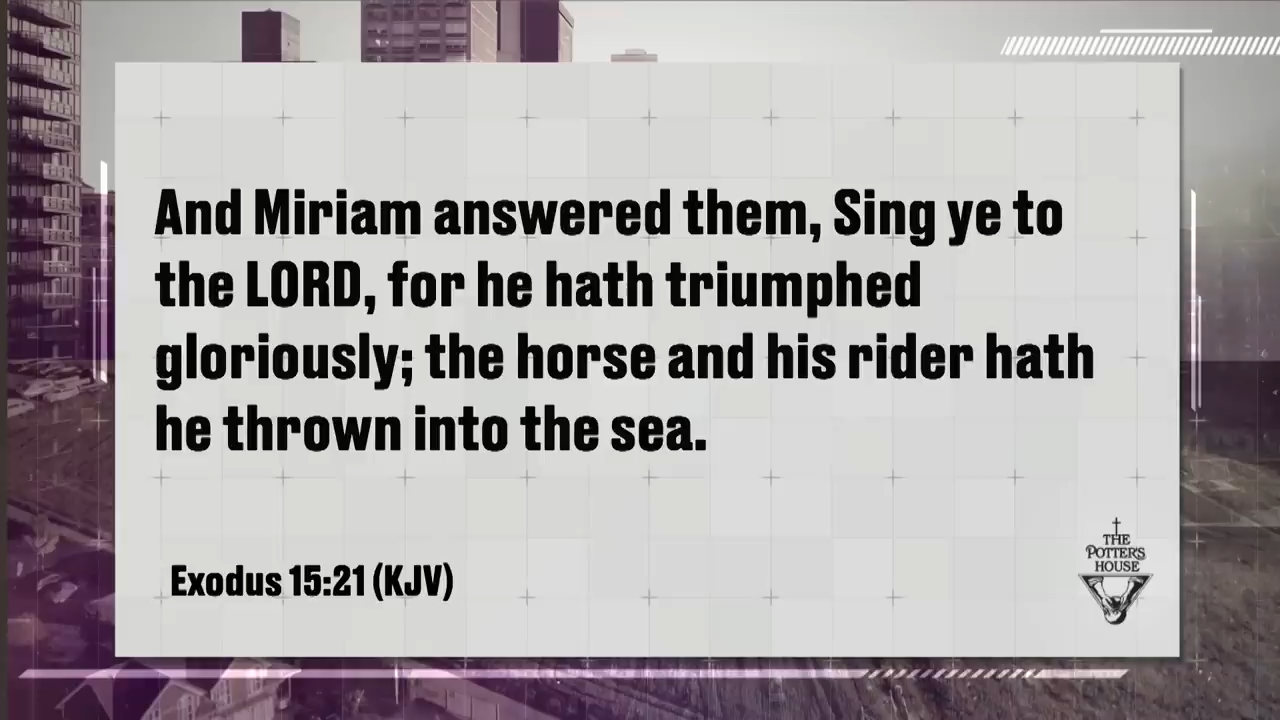 And Miriam answered them, Sing ye to
the LORD, for he hath triumphed
gloriously; the horse and his rider hath
he thrown into the sea.
Exodus 15:21 (KJV)
THE
POTTER'S
HOUSE